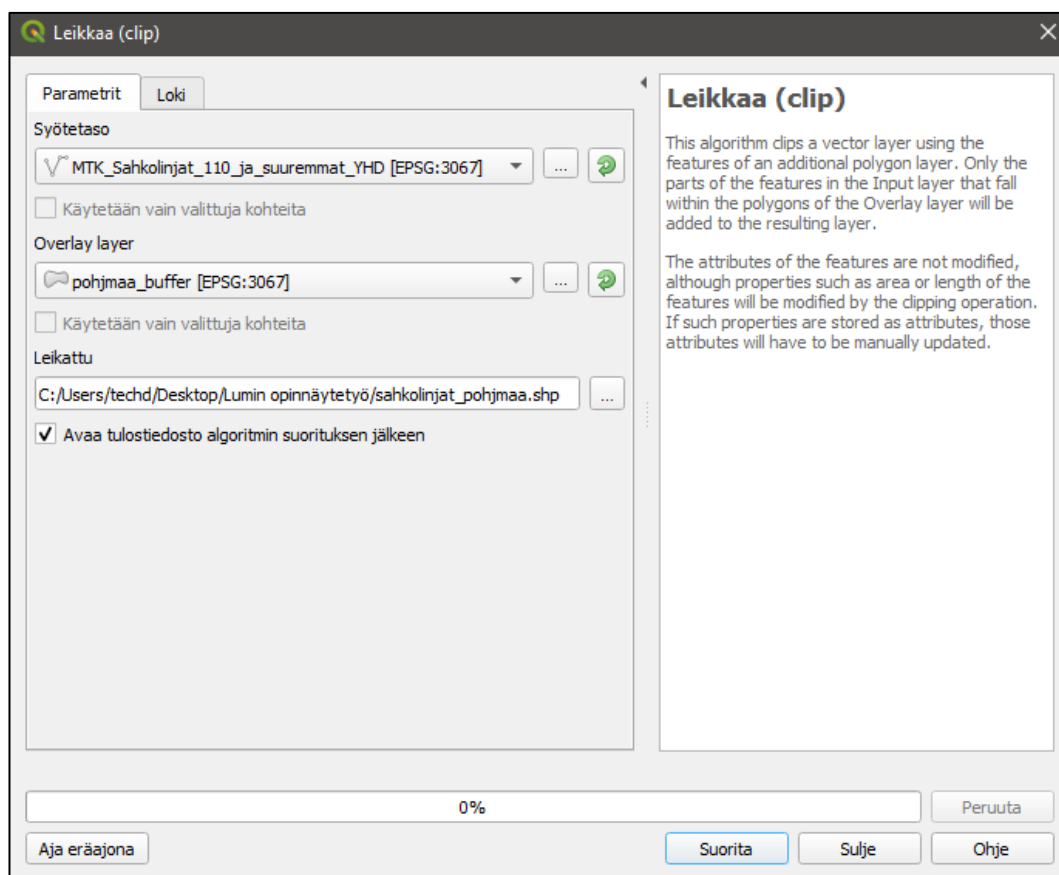 Leikkaa (clip)
Parametrit
Loki
Syötetaso
MTK_Sahkolinjat_110_ja_suuremmat_YHD [EPSG:3067]
...
Käytetään vain valittuja kohteita
Overlay layer
pohjmaa_buffer [EPSG:3067]
...
Käytetään vain valittuja kohteita
Leikattu
C:/Users/techd/Desktop/Lumin opinnäytetyö/sahkolinjat_pohjmaa.shp
...
Avaa tulostiedosto algoritmin suorituksen jälkeen
Leikkaa (clip)
This algorithm clips a vector layer using the
features of an additional polygon layer. Only the
parts of the features in the Input layer that fall
within the polygons of the Overlay layer will be
added to the resulting layer.
The attributes of the features are not modified,
although properties such as area or length of the
features will be modified by the clipping operation.
If such properties are stored as attributes, those
attributes will have to be manually updated.
0%
Peruuta
Aja eräajona
Suorita
Sulje
Ohje